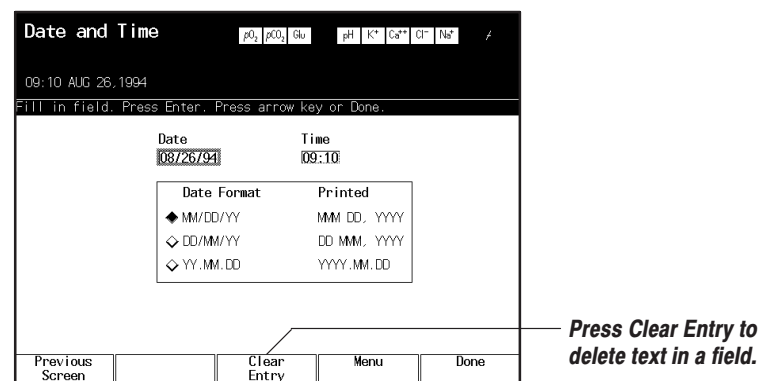 Date and Time
pO2 pCO2 Glu pH K+ Ca++ Cl- Na+ /
09:10 AUG 26,1994
Fill in field. Press Enter. Press arrow key or Done.
Date Time
08/26/94 09:10
Date Format Printed
MM/DD/YY MMM DD, YYYY
DD/MM/YY DD MMM, YYYY
YY.MM.DD YYYY.MM.DD
Press Clear Entry to
delete text in a field.
Previous Screen
Clear Entry
Menu
Done